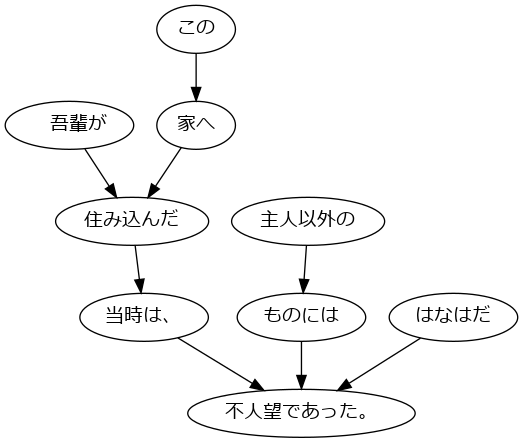 この
吾輩が
家へ
住み込んだ
主人以外の
当時は、
ものには
はなはだ
不人望であった。